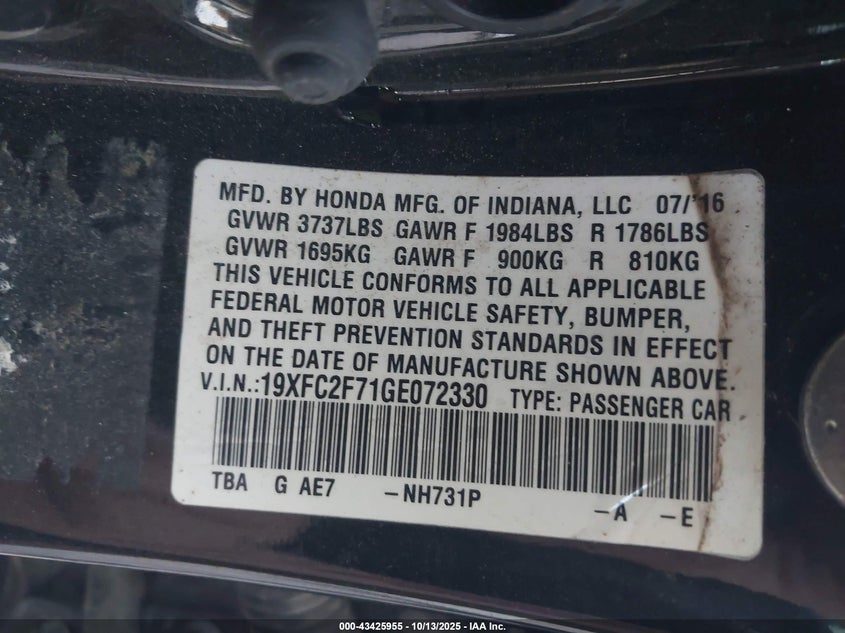 MFD. BY HONDA MFG. OF INDIANA, LLC 07/'16
GVWR 3737LBS GAWR F 1984LBS R 1786LBS
GVWR 1695KG GAWR F 900KG R 810KG
THIS VEHICLE CONFORMS TO ALL APPLICABLE
FEDERAL MOTOR VEHICLE SAFETY, BUMPER,
AND THEFT PREVENTION STANDARDS IN EFFECT
ON THE DATE OF MANUFACTURE SHOWN ABOVE.
V.I.N.:19XFC2F71GE072330 TYPE: PASSENGER CAR
TBA G AE7 -NH731P -A -E
000-43425955 - 10/13/2025 - IAA Inc.